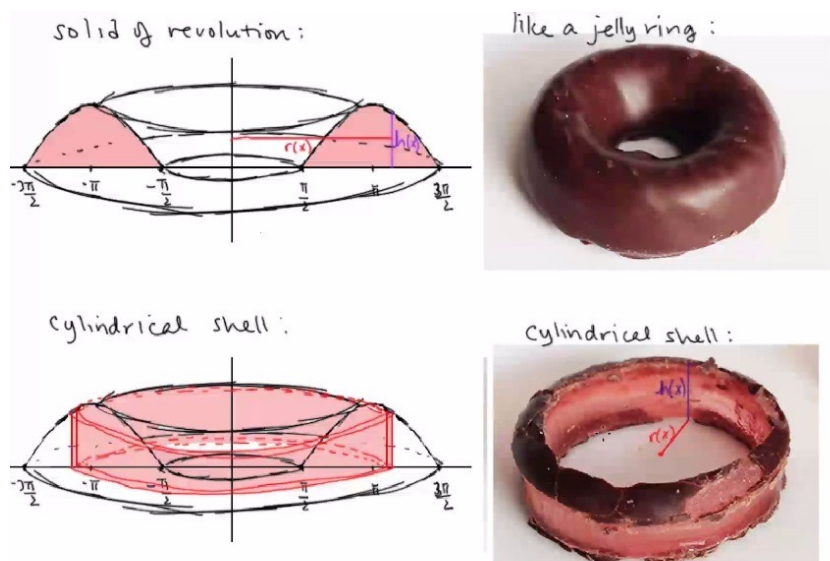 solid of revolution:
like a jelly ring:
r(x)
h(x)
-3π/2
-π
-π/2
π/2
π
3π/2
cylindrical shell:
cylindrical shell:
h(x)
r(x)
-3π/2
-π
-π/2
π/2
π
3π/2